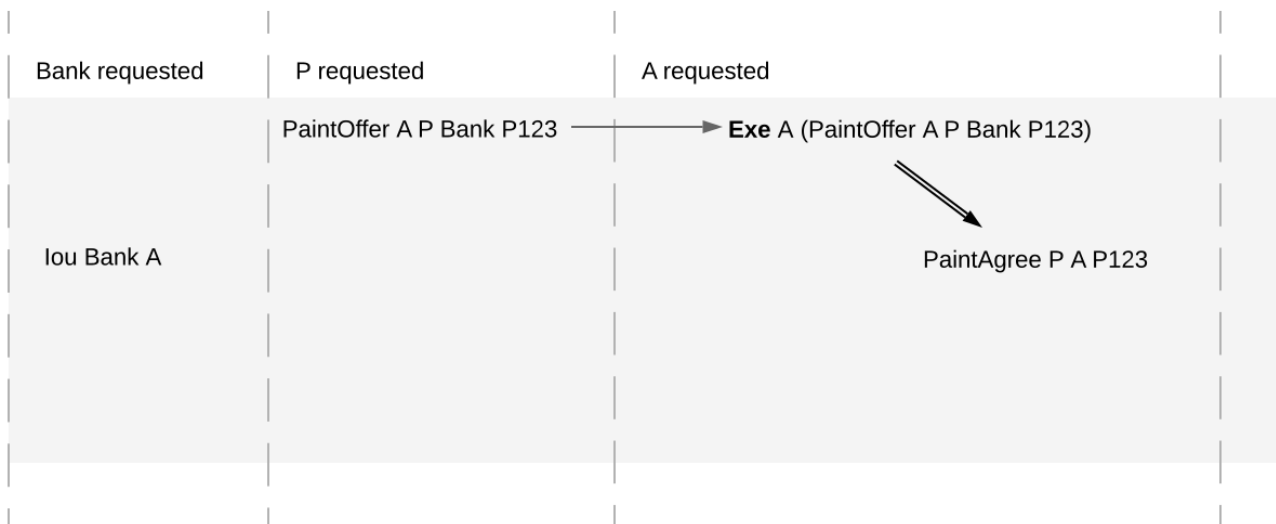 Bank requested
P requested
A requested
PaintOffer A P Bank P123
Exe A (PaintOffer A P Bank P123)
Iou Bank A
PaintAgree P A P123